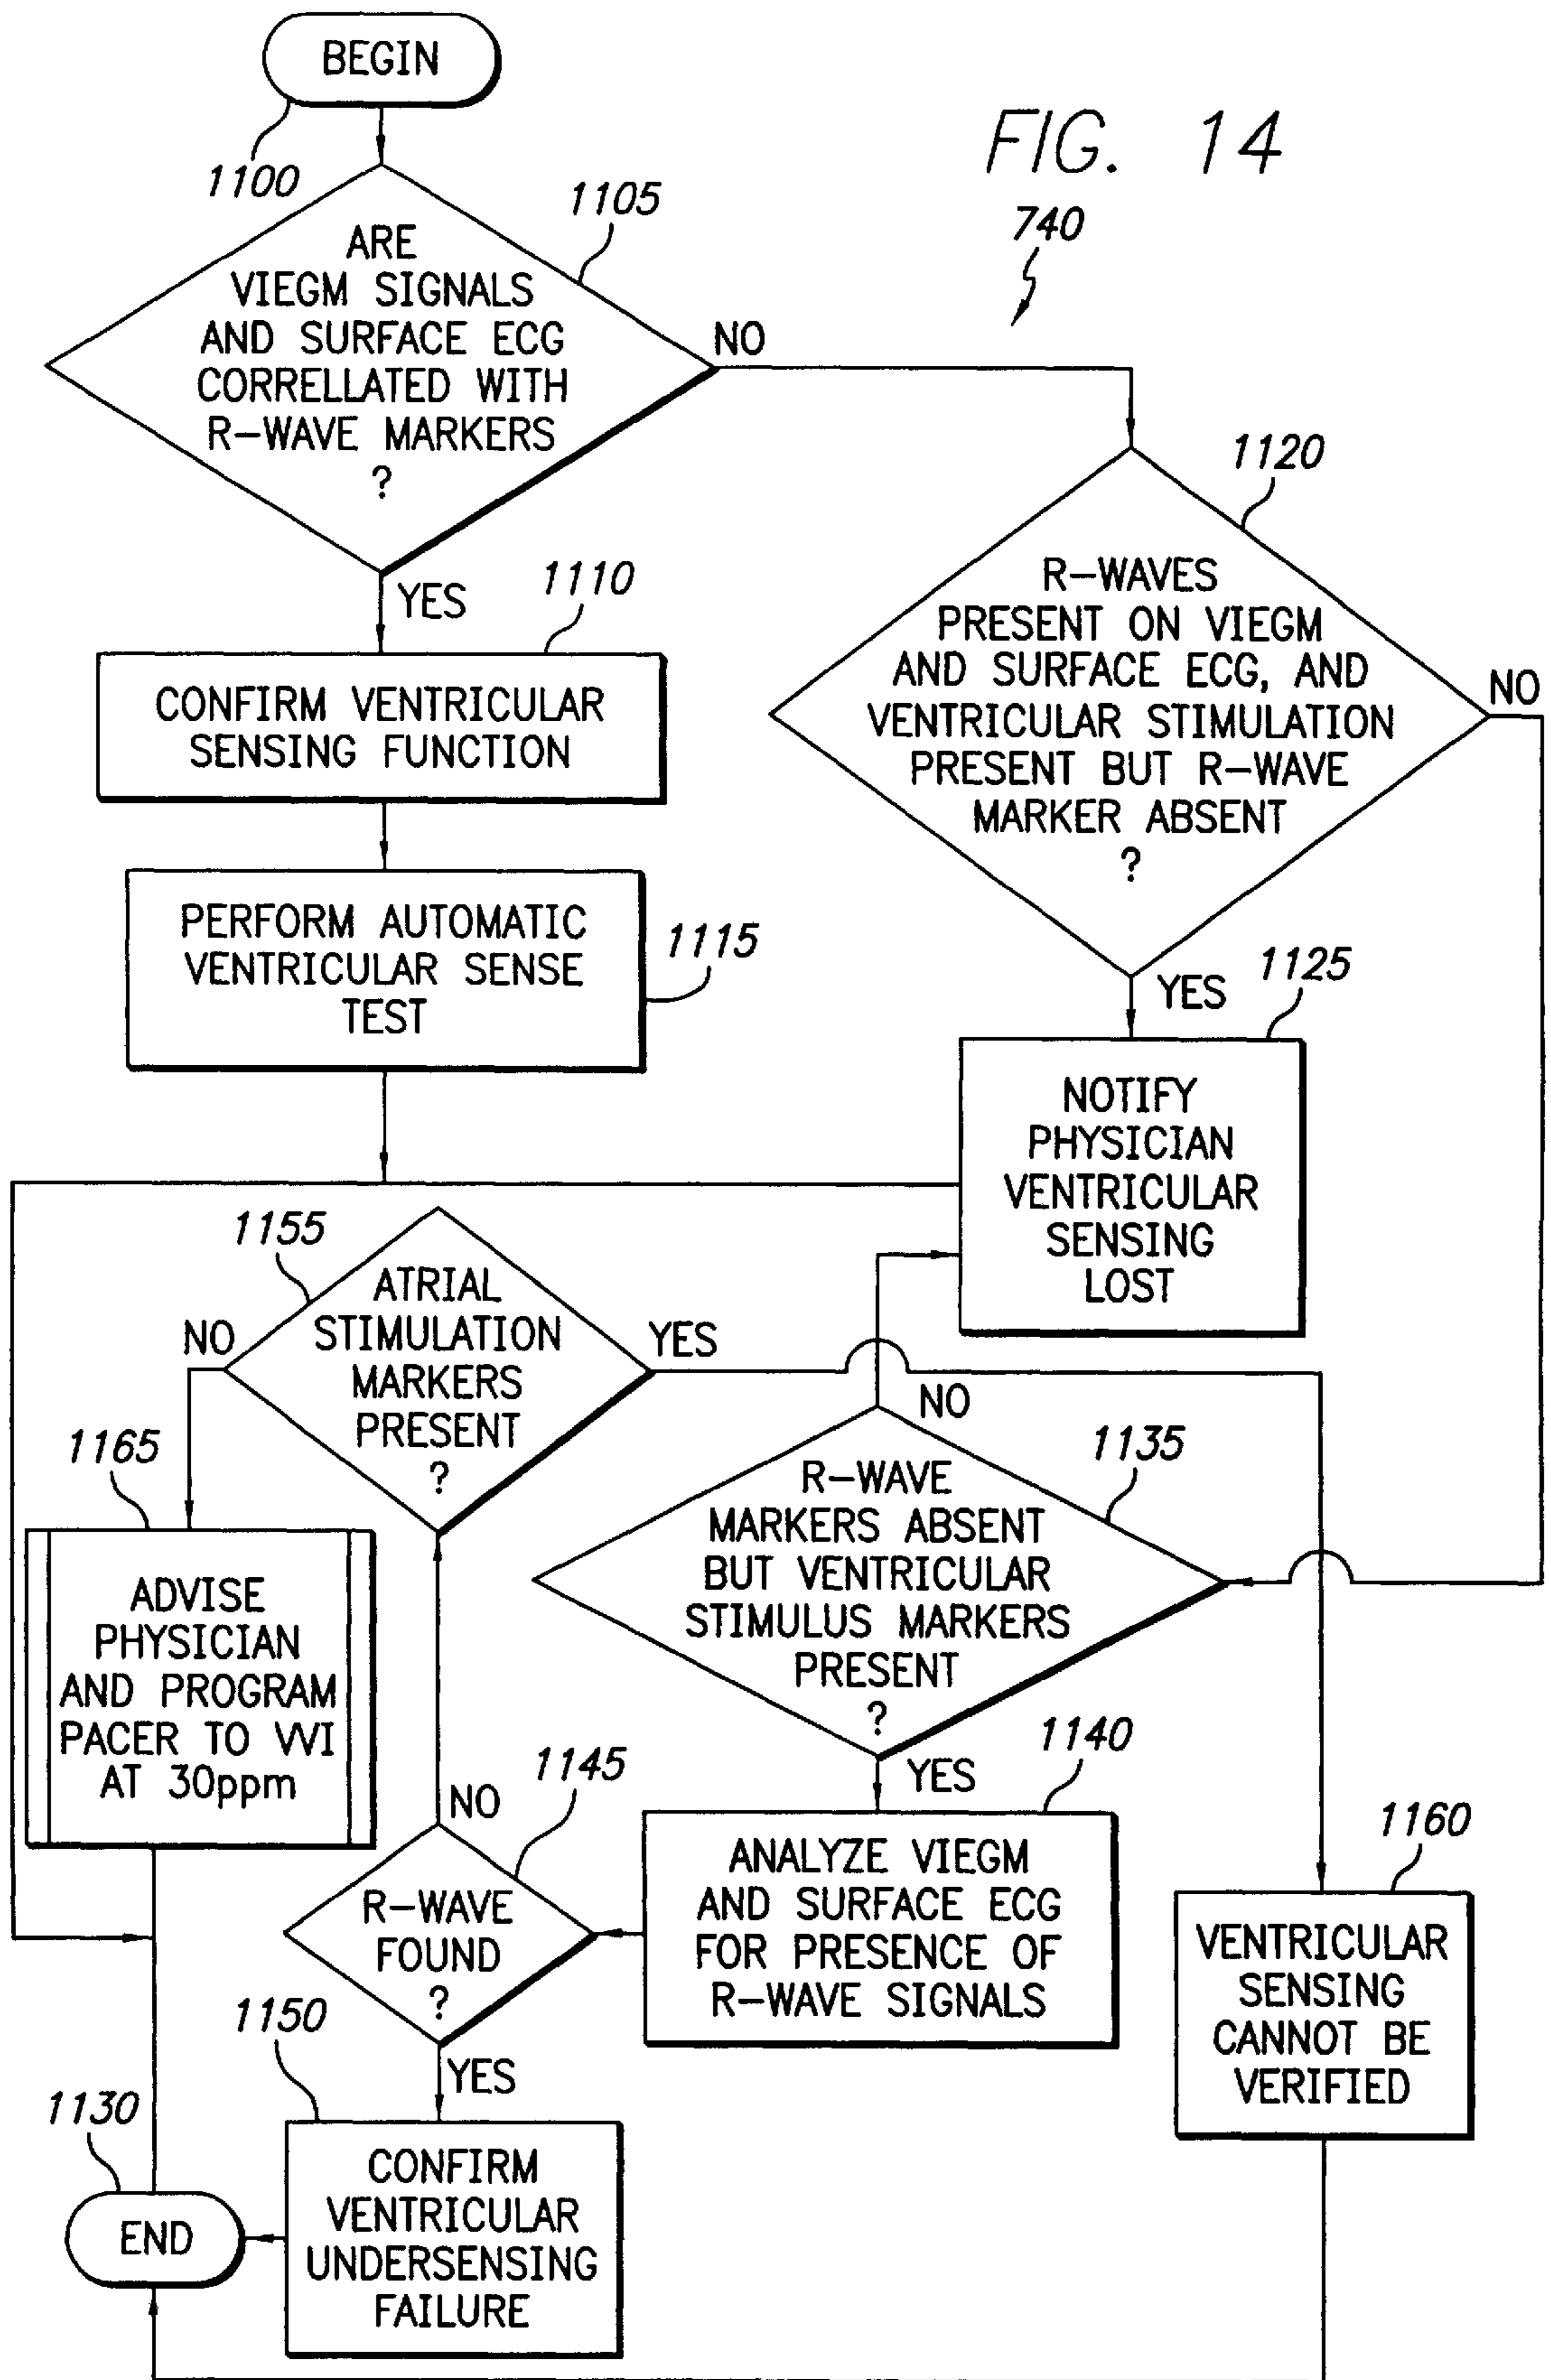 BEGIN
1100
FIG. 14
740
1105
ARE
VIEGM SIGNALS
AND SURFACE ECG
CORRELLATED WITH
R-WAVE MARKERS
?
NO
YES
1110
CONFIRM VENTRICULAR
SENSING FUNCTION
1115
PERFORM AUTOMATIC
VENTRICULAR SENSE
TEST
1120
R-WAVES
PRESENT ON VIEGM
AND SURFACE ECG, AND
VENTRICULAR STIMULATION
PRESENT BUT R-WAVE
MARKER ABSENT
?
NO
YES
1125
NOTIFY
PHYSICIAN
VENTRICULAR
SENSING
LOST
1155
ATRIAL
STIMULATION
MARKERS
PRESENT
?
NO
YES
1165
ADVISE
PHYSICIAN
AND PROGRAM
PACER TO VVI
AT 30ppm
1135
NO
R-WAVE
MARKERS ABSENT
BUT VENTRICULAR
STIMULUS MARKERS
PRESENT
?
YES
1140
ANALYZE VIEGM
AND SURFACE ECG
FOR PRESENCE OF
R-WAVE SIGNALS
1145
NO
R-WAVE
FOUND
?
YES
1150
CONFIRM
VENTRICULAR
UNDERSENSING
FAILURE
1160
VENTRICULAR
SENSING
CANNOT BE
VERIFIED
1130
END